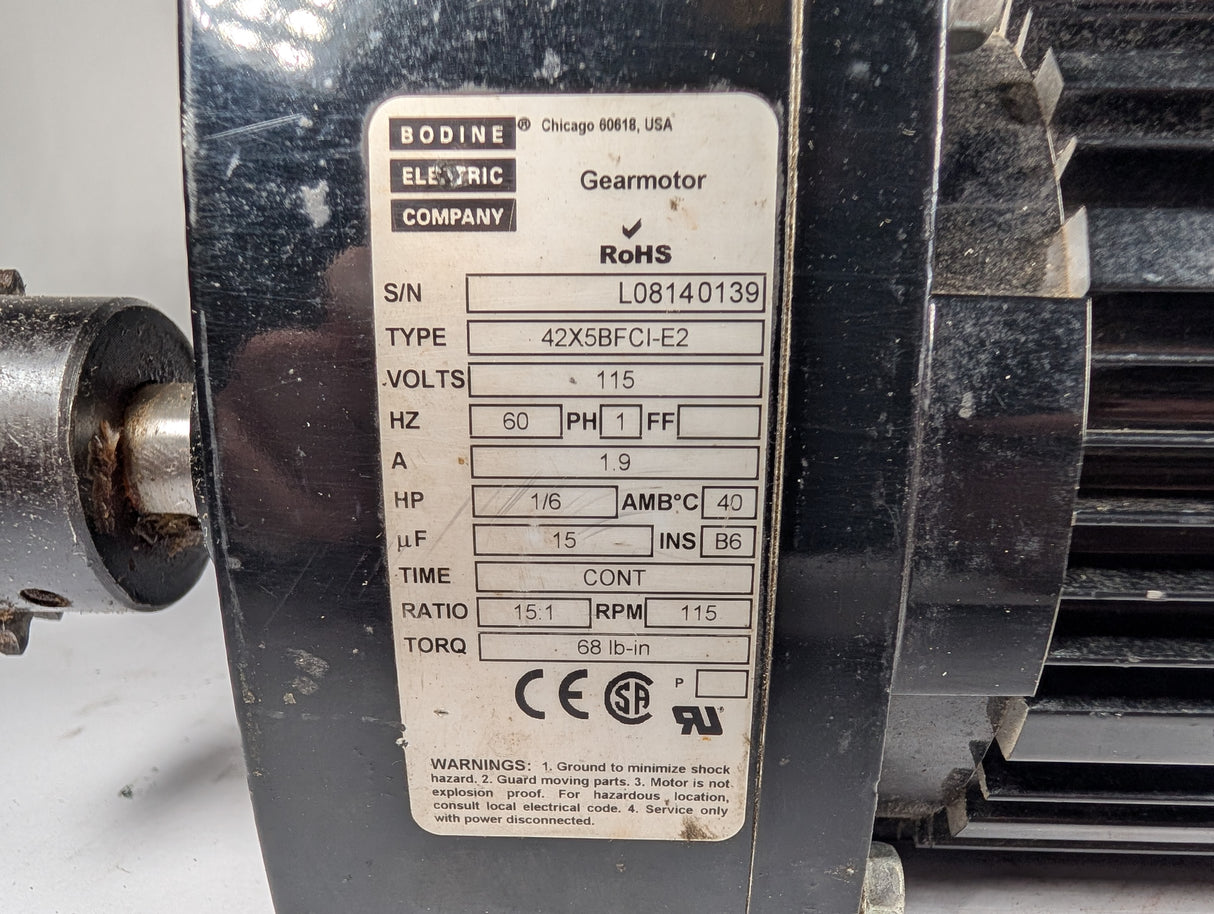 BODINE ® Chicago 60618, USA
ELECTRIC
COMPANY
Gearmotor
RoHS
S/N L08140139
TYPE 42X5BFCI-E2
VOLTS 115
HZ 60 PH 1 FF
A 1.9
HP 1/6 AMB°C 40
µF 15 INS B6
TIME CONT
RATIO 15:1 RPM 115
TORQ 68 lb-in
CE SA P
RU
WARNINGS: 1. Ground to minimize shock
hazard. 2. Guard moving parts. 3. Motor is not
explosion proof. For hazardous location,
consult local electrical code. 4. Service only
with power disconnected.